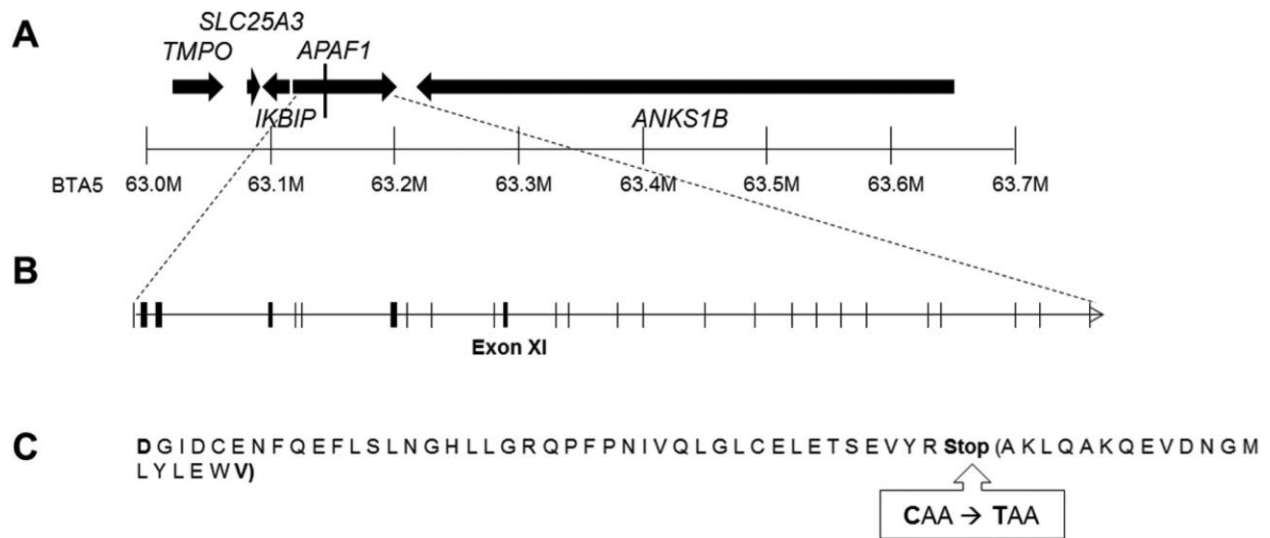 A
SLC25A3
TMPO APAF1
IKBIP ANKS1B
BTA5 63.0M 63.1M 63.2M 63.3M 63.4M 63.5M 63.6M 63.7M
B
Exon XI
C
D G I D C E N F Q E F L S L N G H L L G R Q P F P N I V Q L G L C E L E T S E V Y R Stop (A K L Q A K Q E V D N G M
L Y L E W V)
CAA → TAA